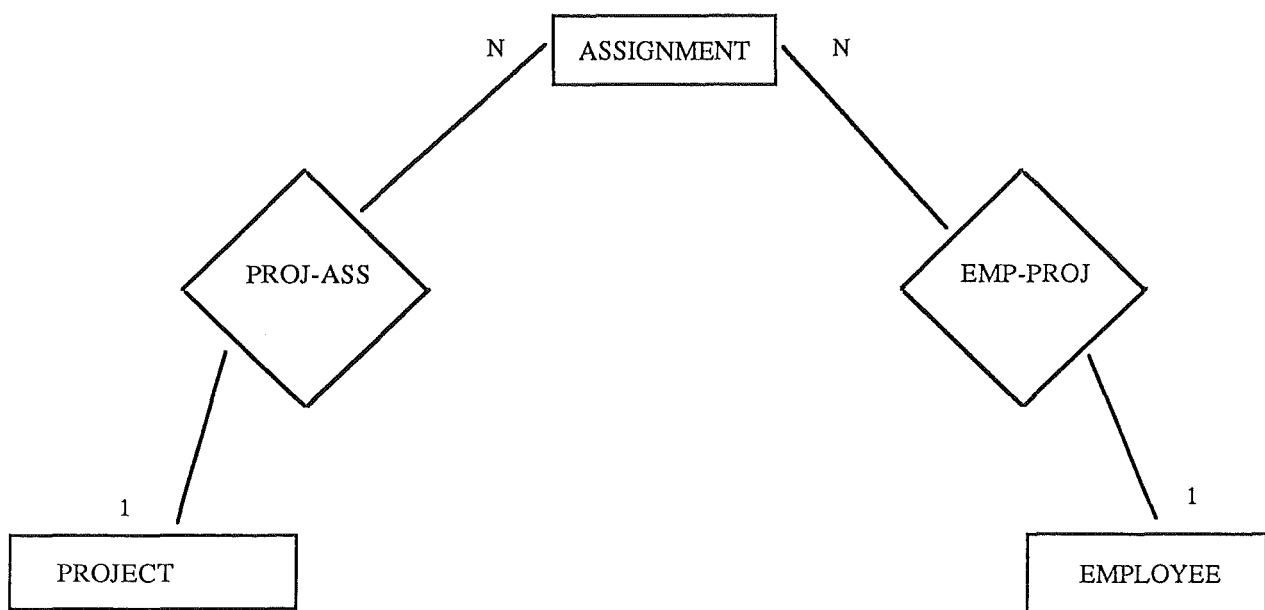 N
ASSIGNMENT
N
PROJ-ASS
EMP-PROJ
1
1
PROJECT
EMPLOYEE